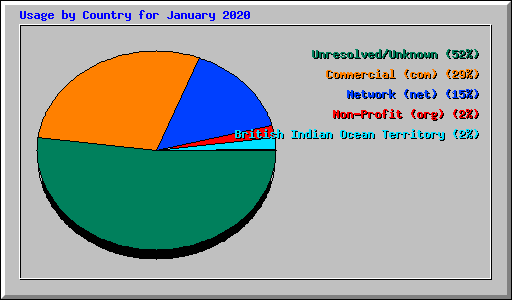 Usage by Country for January 2020
Unresolved/Unknown (52%)
Commercial (com) (29%)
Network (net) (15%)
Non-Profit (org) (2%)
British Indian Ocean Territory (2%)